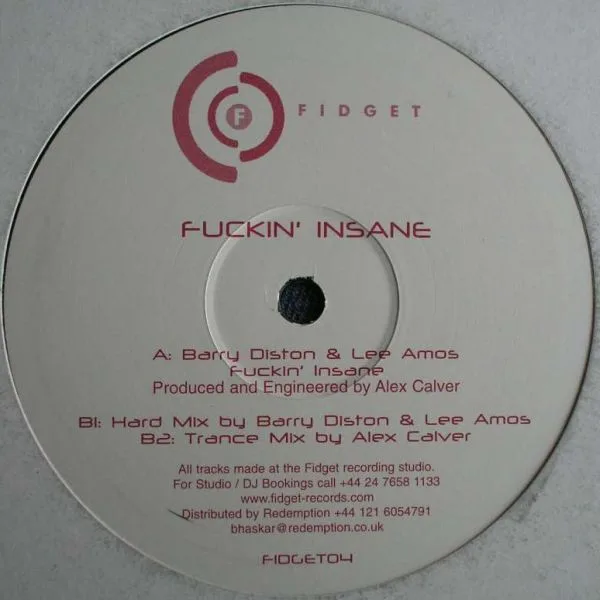 F
FIDGET
FUCKIN' INSANE
A: Barry Diston & Lee Amos
Fuckin' Insane
Produced and Engineered by Alex Calver
B1: Hard Mix by Barry Diston & Lee Amos
B2: Trance Mix by Alex Calver
All tracks made at the Fidget recording studio.
For Studio / DJ Bookings call +44 24 7658 1133
www.fidget-records.com
Distributed by Redemption +44 121 6054791
bhaskar@redemption.co.uk
FIDGET04